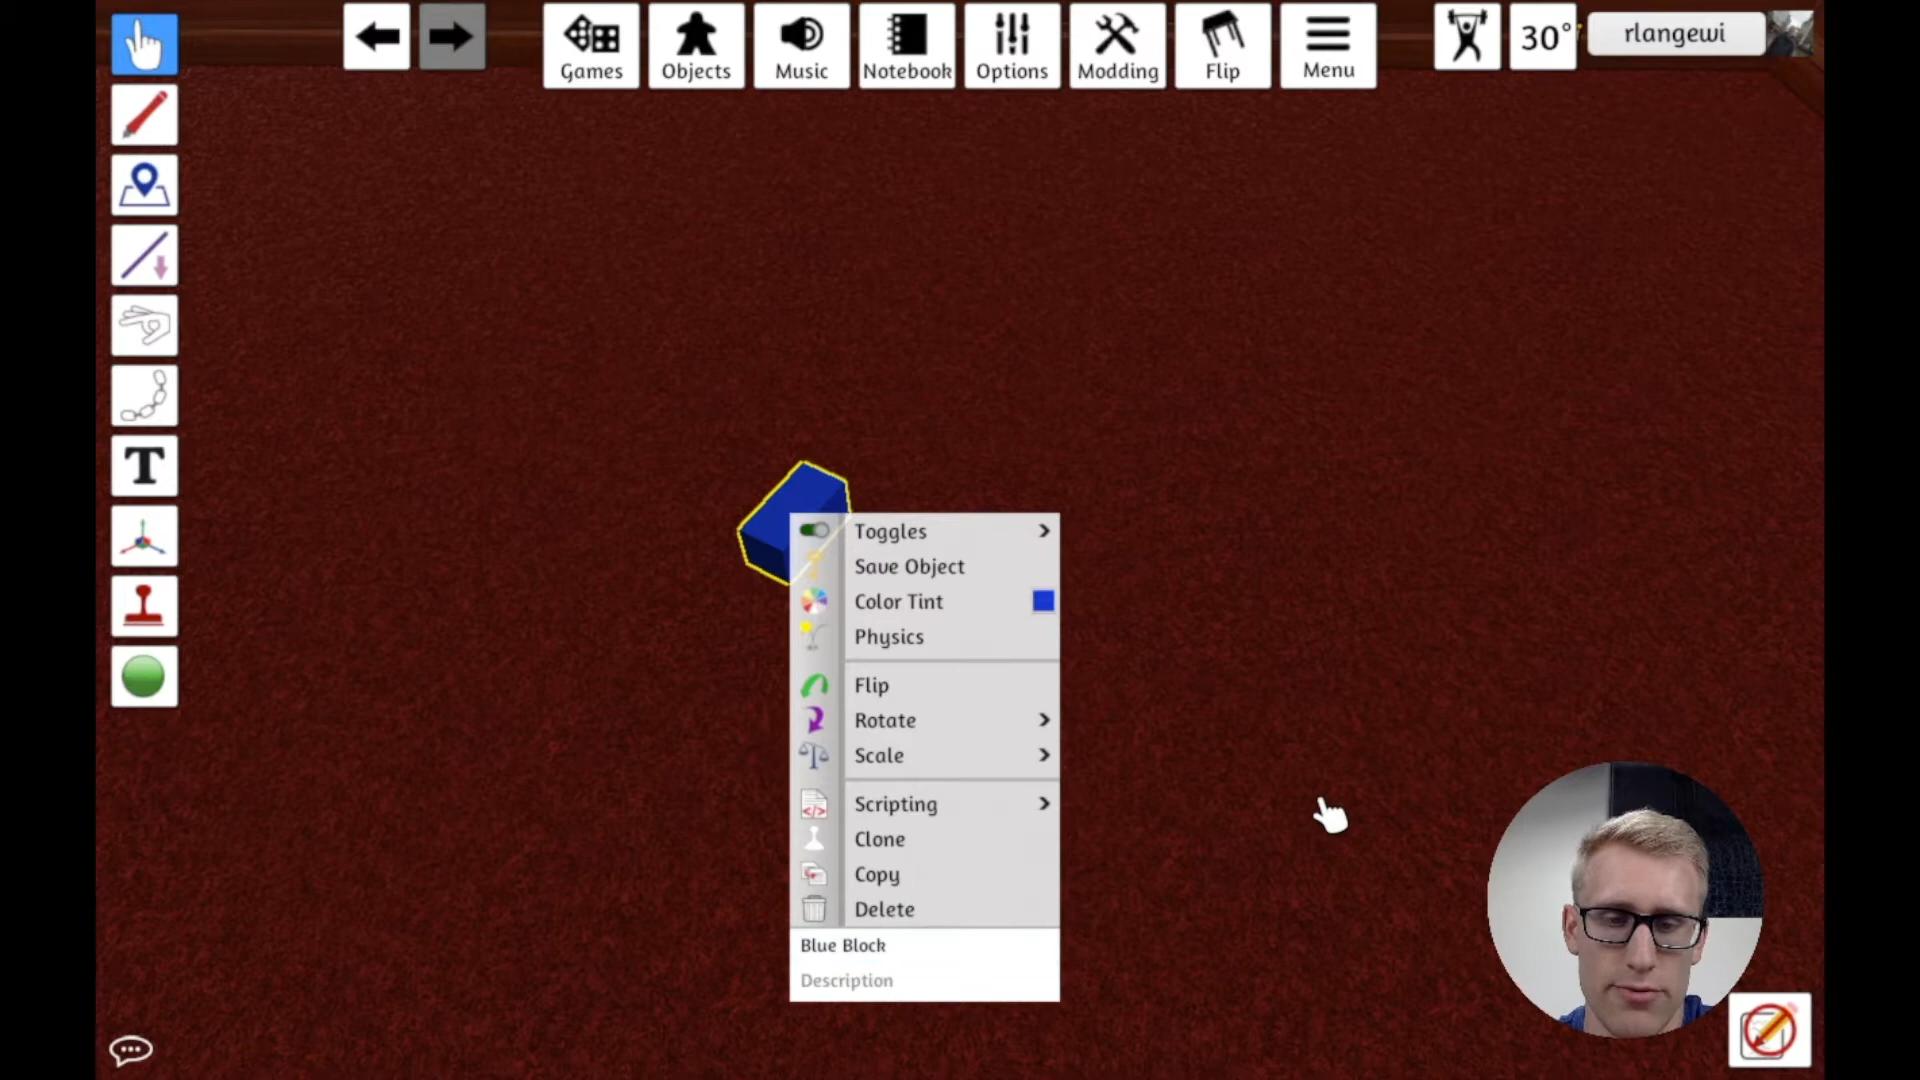 Games
Objects
Music
Notebook
Options
Modding
Flip
Menu
30°
rlangewi
T
Toggles
Save Object
Color Tint
Physics
Flip
Rotate
Scale
Scripting
Clone
Copy
Delete
Blue Block
Description